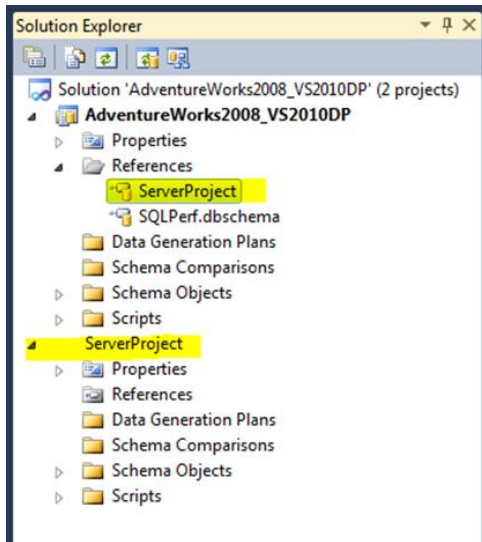 Solution Explorer
Solution 'AdventureWorks2008_VS2010DP' (2 projects)
AdventureWorks2008_VS2010DP
Properties
References
ServerProject
SQLPerf.dbschema
Data Generation Plans
Schema Comparisons
Schema Objects
Scripts
ServerProject
Properties
References
Data Generation Plans
Schema Comparisons
Schema Objects
Scripts